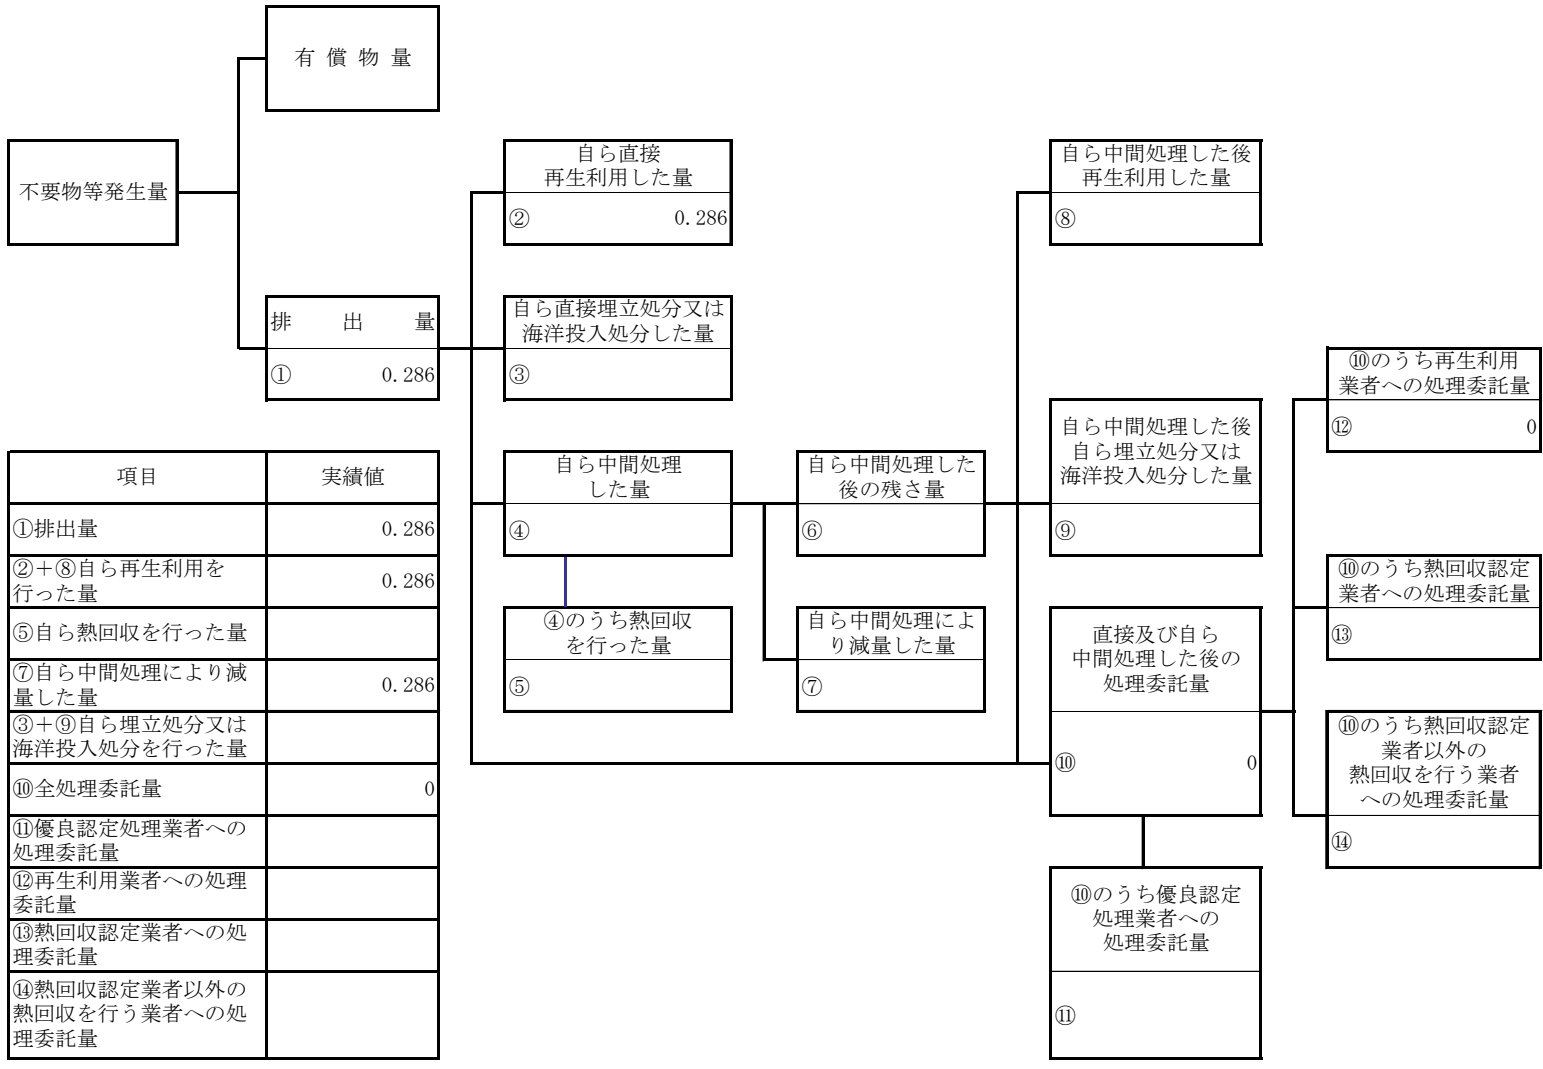 有償物量
不要物等発生量
排出量
① 0.286
自ら直接
再生利用した量
② 0.286
自ら直接埋立処分又は
海洋投入処分した量
③
自ら中間処理
した量
④
④のうち熱回収
を行った量
⑤
自ら中間処理した
後の残さ量
⑥
自ら中間処理によ
り減量した量
⑦
自ら中間処理した後
再生利用した量
⑧
自ら中間処理した後
自ら埋立処分又は
海洋投入処分した量
⑨
直接及び自ら
中間処理した後の
処理委託量
⑩ 0
⑩のうち優良認定
処理業者への
処理委託量
⑪
⑩のうち再生利用
業者への処理委託量
⑫ 0
⑩のうち熱回収認定
業者への処理委託量
⑬
⑩のうち熱回収認定
業者以外の
熱回収を行う業者
への処理委託量
⑭
項目 実績値
①排出量 0.286
②＋⑧自ら再生利用を
行った量 0.286
⑤自ら熱回収を行った量
⑦自ら中間処理により減
量した量 0.286
③＋⑨自ら埋立処分又は
海洋投入処分を行った量
⑩全処理委託量 0
⑪優良認定処理業者への
処理委託量
⑫再生利用業者への処理
委託量
⑬熱回収認定業者への処
理委託量
⑭熱回収認定業者以外の
熱回収を行う業者への処
理委託量